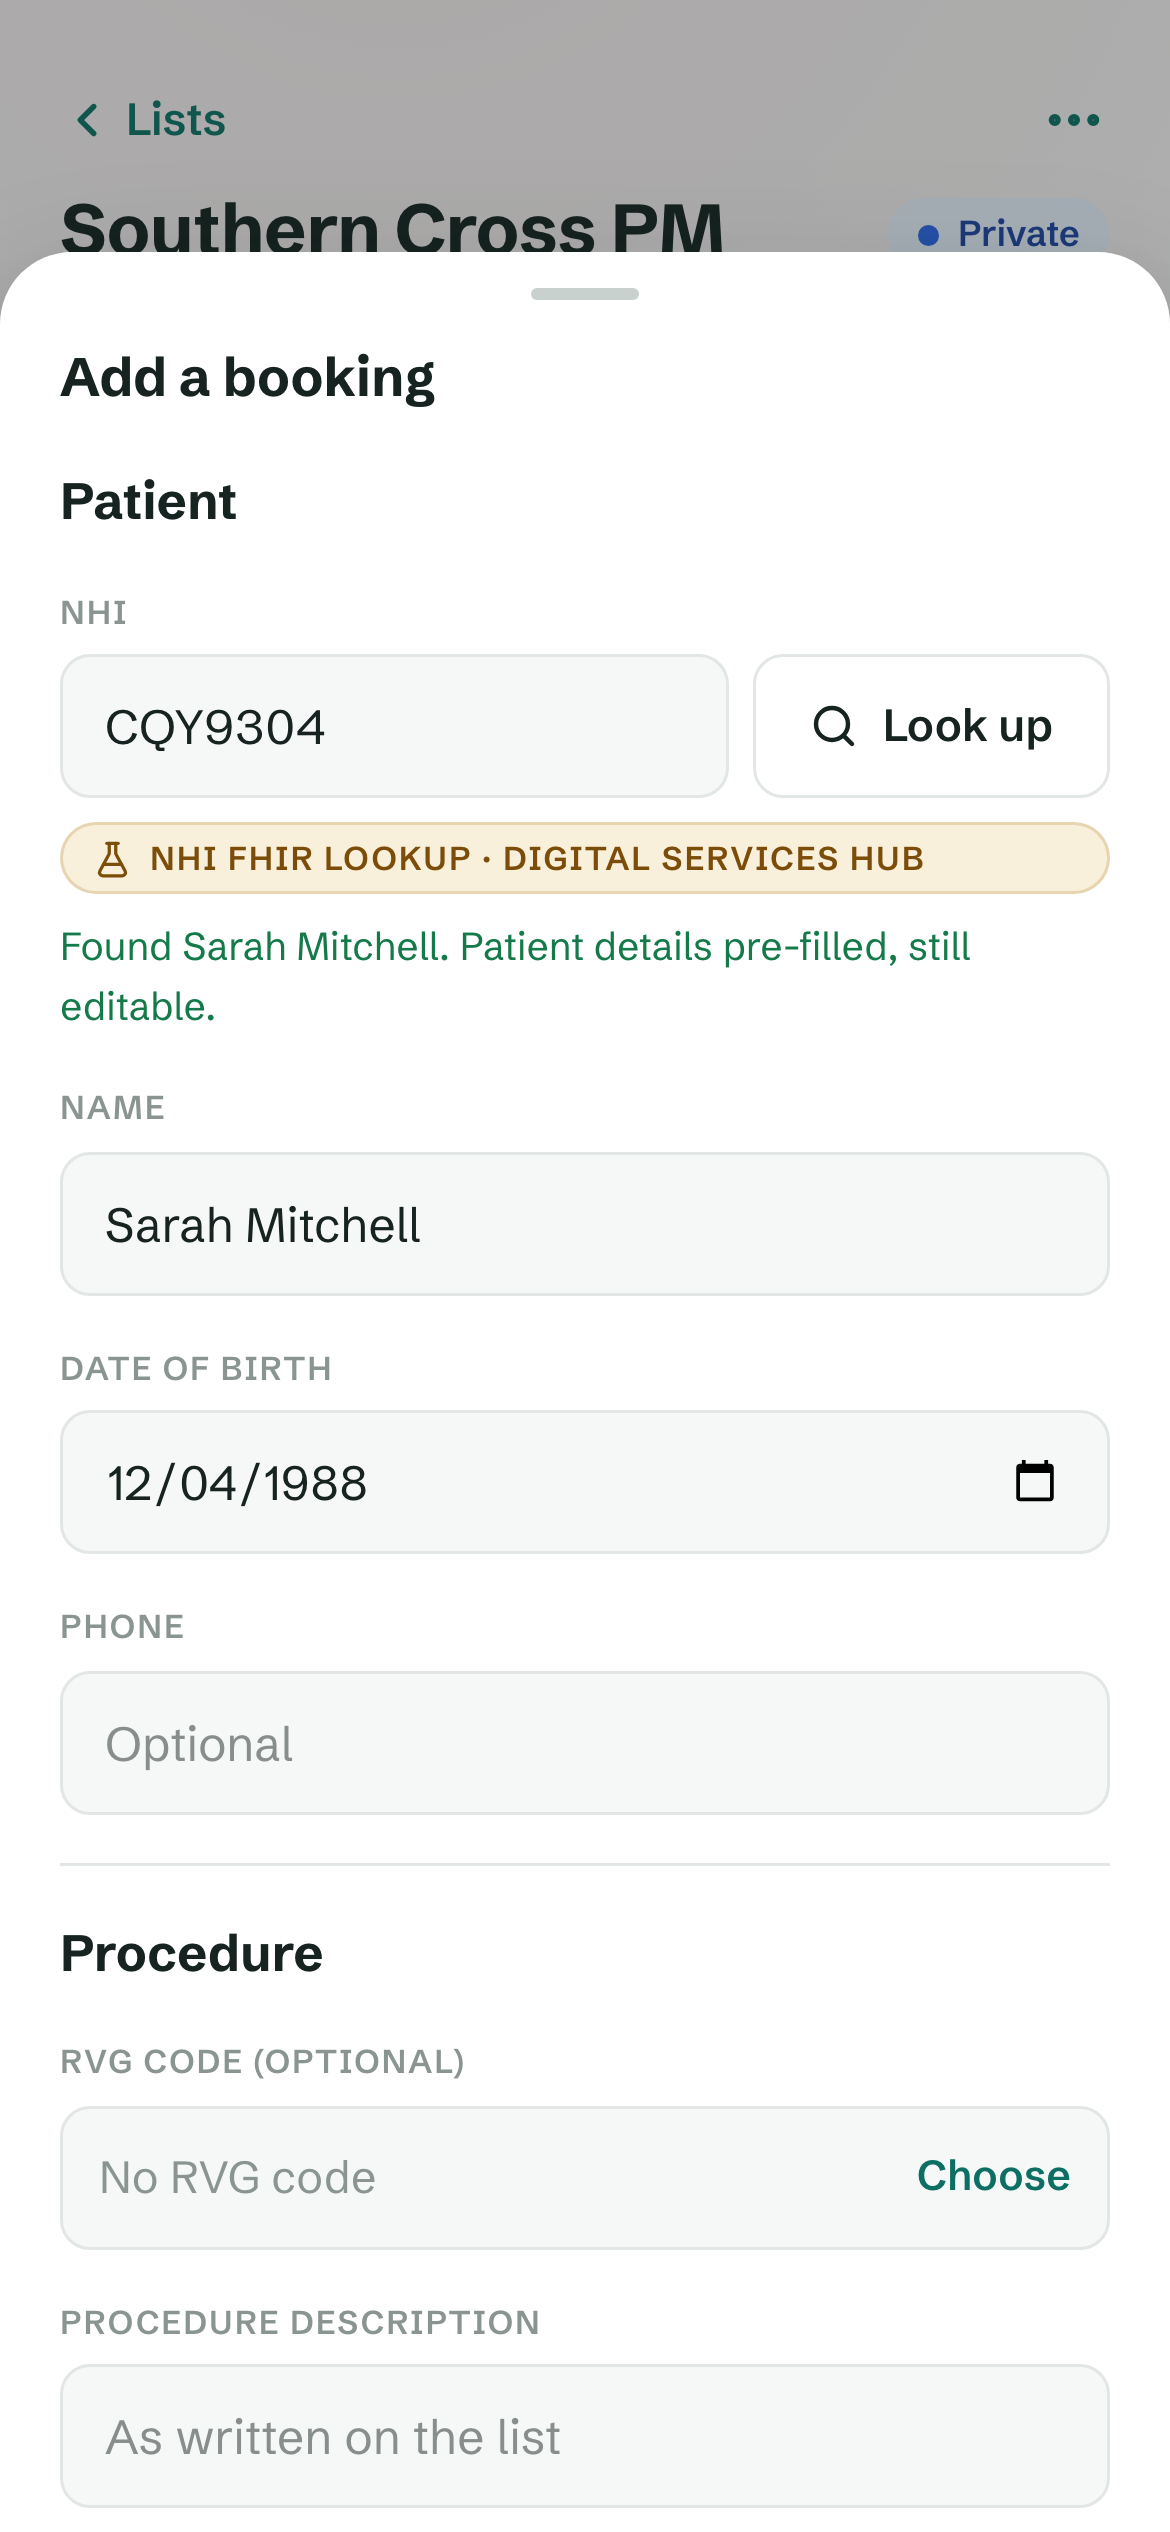 Lists
Southern Cross PM
Private
Add a booking
Patient
NHI
CQY9304
Look up
NHI FHIR LOOKUP · DIGITAL SERVICES HUB
Found Sarah Mitchell. Patient details pre-filled, still
editable.
NAME
Sarah Mitchell
DATE OF BIRTH
12/04/1988
PHONE
Optional
Procedure
RVG CODE (OPTIONAL)
No RVG code
Choose
PROCEDURE DESCRIPTION
As written on the list